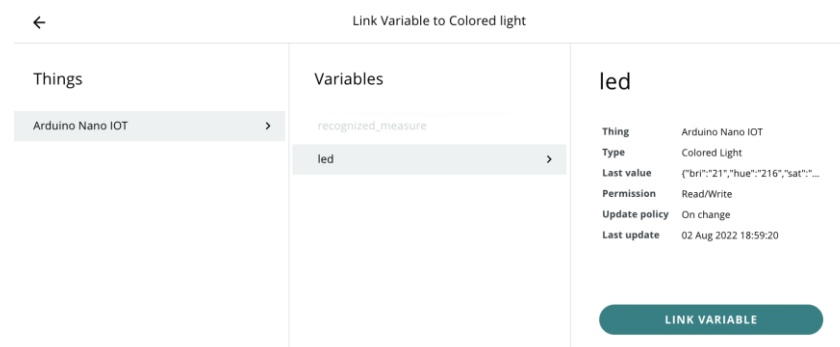 Link Variable to Colored light
Things
Arduino Nano IOT
Variables
recognized_measure
led
led
Thing Arduino Nano IOT
Type Colored Light
Last value {"bri":"21","hue":"216","sat":"...
Permission Read/Write
Update policy On change
Last update 02 Aug 2022 18:59:20
LINK VARIABLE